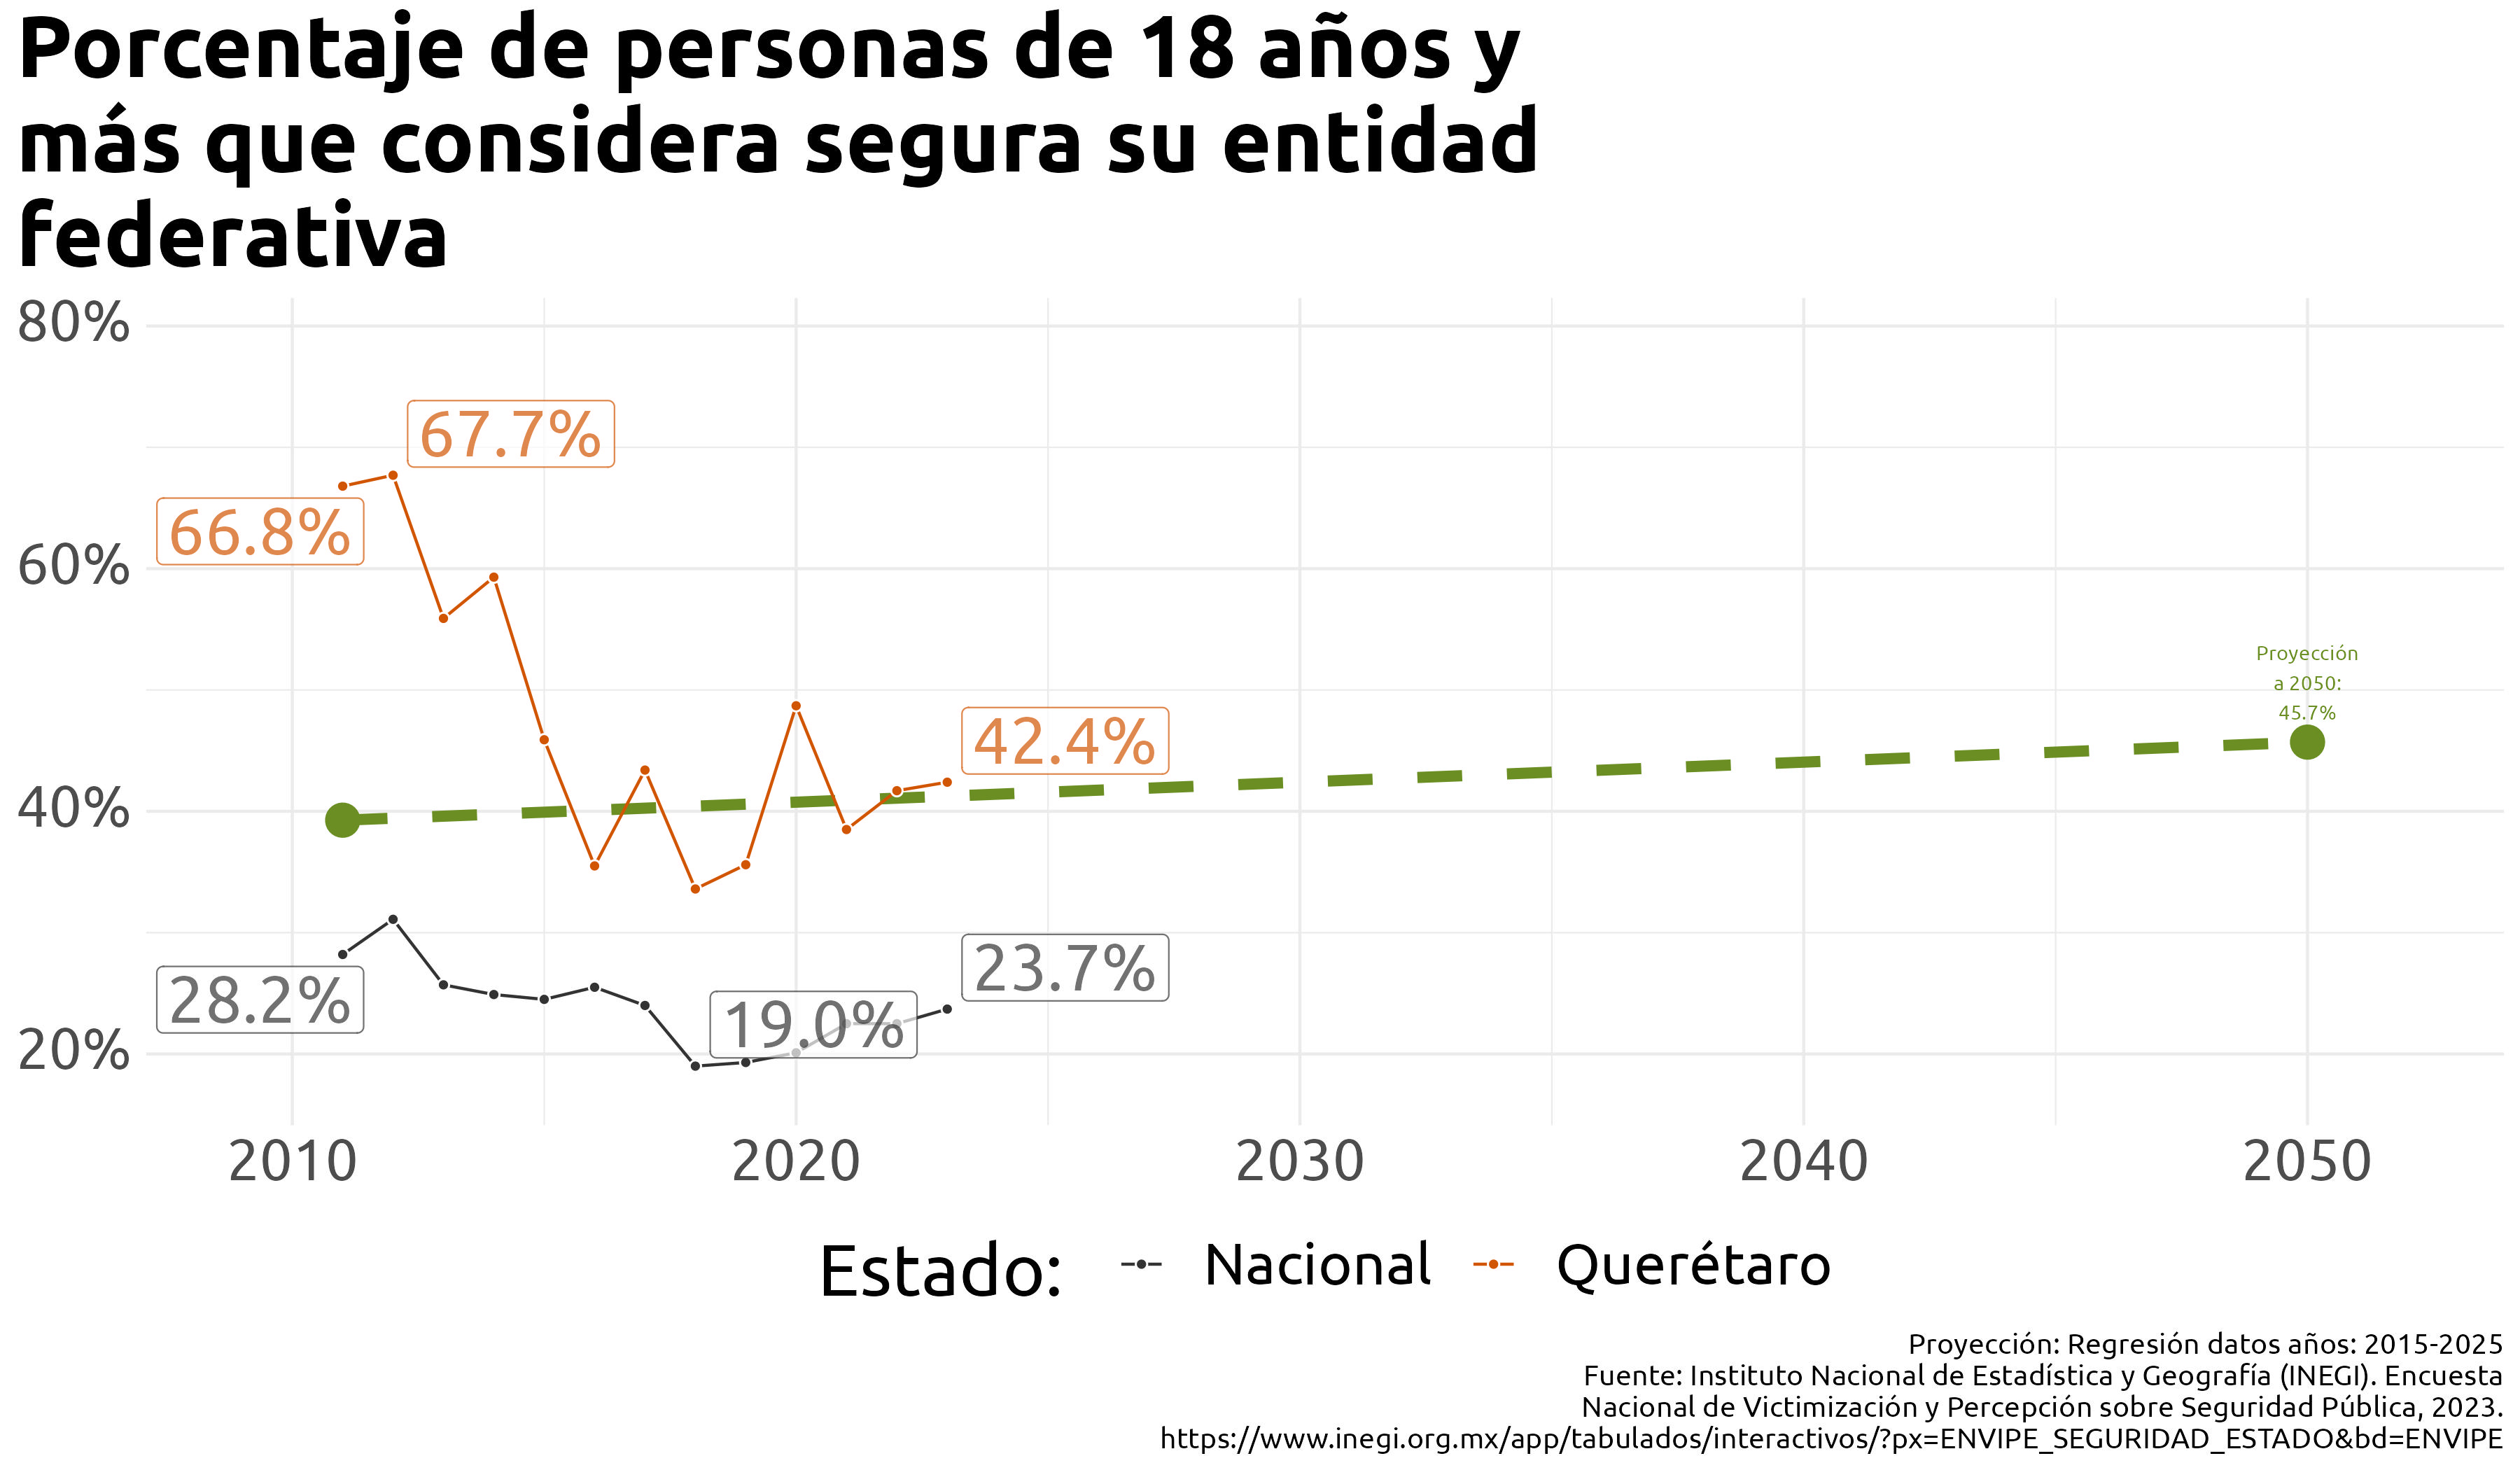 Porcentaje de personas de 18 años y
más que considera segura su entidad
federativa
80%
67.7%
66.8%
60%
Proyección
a 2050:
45.7%
42.4%
40%
23.7%
28.2%
19.0%
20%
2010 2020 2030 2040 2050
Estado: Nacional Querétaro
Proyección: Regresión datos años: 2015-2025
Fuente: Instituto Nacional de Estadística y Geografía (INEGI). Encuesta
Nacional de Victimización y Percepción sobre Seguridad Pública, 2023.
https://www.inegi.org.mx/app/tabulados/interactivos/?px=ENVIPE_SEGURIDAD_ESTADO&bd=ENVIPE